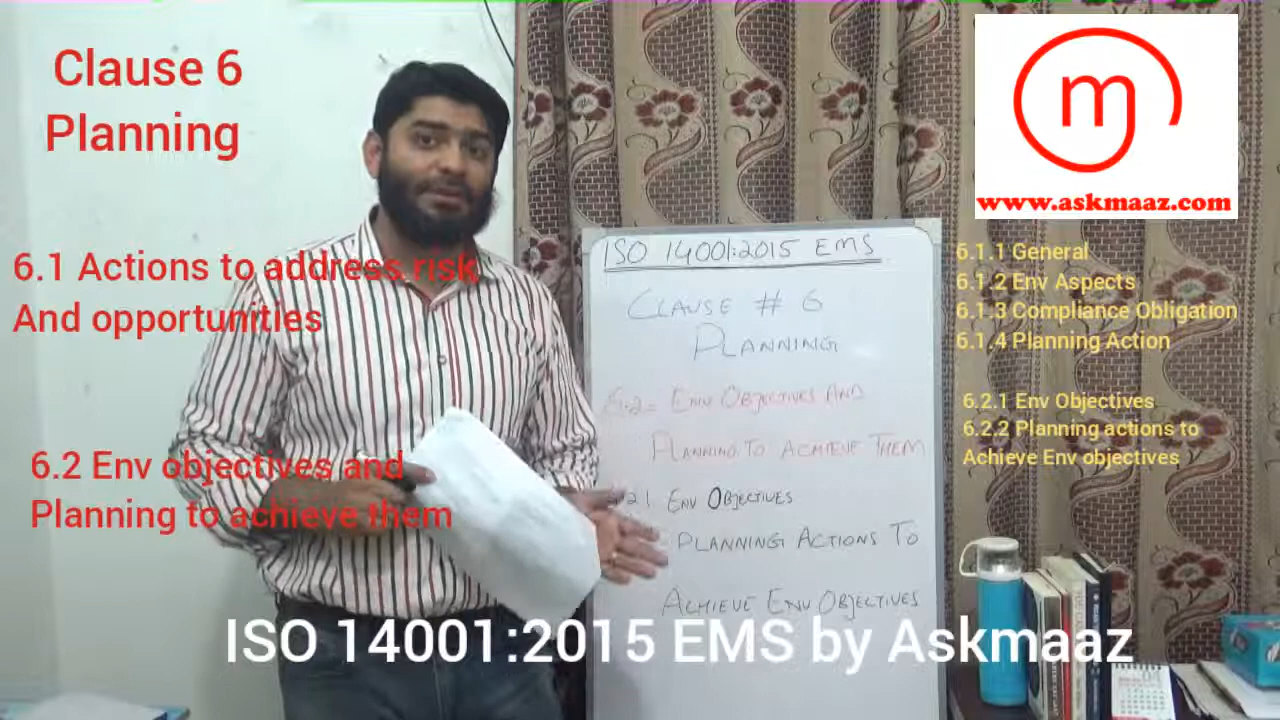 Clause 6
Planning
6.1 Actions to address risk
And opportunities
6.2 Env objectives and
Planning to achieve them
m
www.askmaaz.com
ISO 14001:2015 EMS
CLAUSE # 6
PLANNING
6.2= ENV OBJECTIVES AND
PLANNING TO ACHIEVE THEM
ENV OBJECTIVES
PLANNING ACTIONS TO
ACHIEVE ENV OBJECTIVES
6.1.1 General
6.1.2 Env Aspects
6.1.3 Compliance Obligation
6.1.4 Planning Action
6.2.1 Env Objectives
6.2.2 Planning actions to
Achieve Env objectives
ISO 14001:2015 EMS by Askmaaz